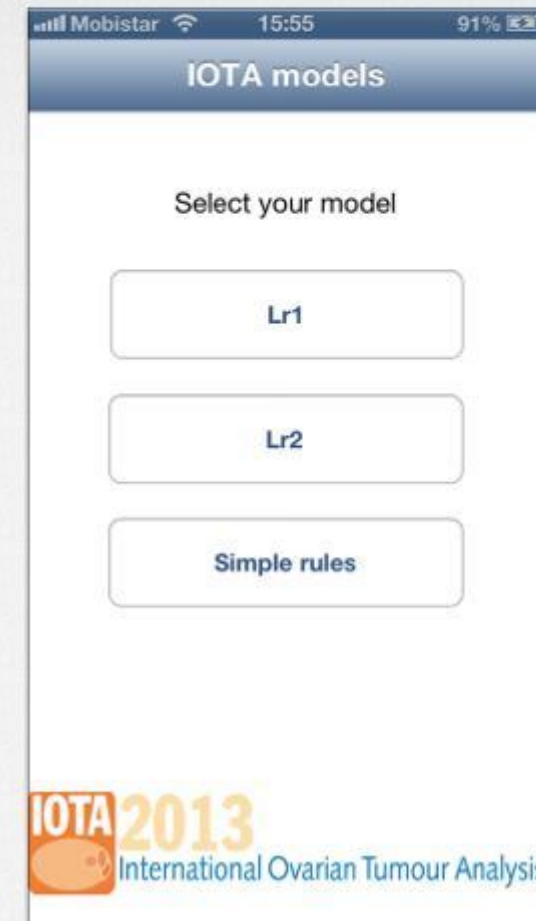 Mobistar 15:55 91%
IOTA models
Select your model
Lr1
Lr2
Simple rules
IOTA 2013
International Ovarian Tumour Analysis